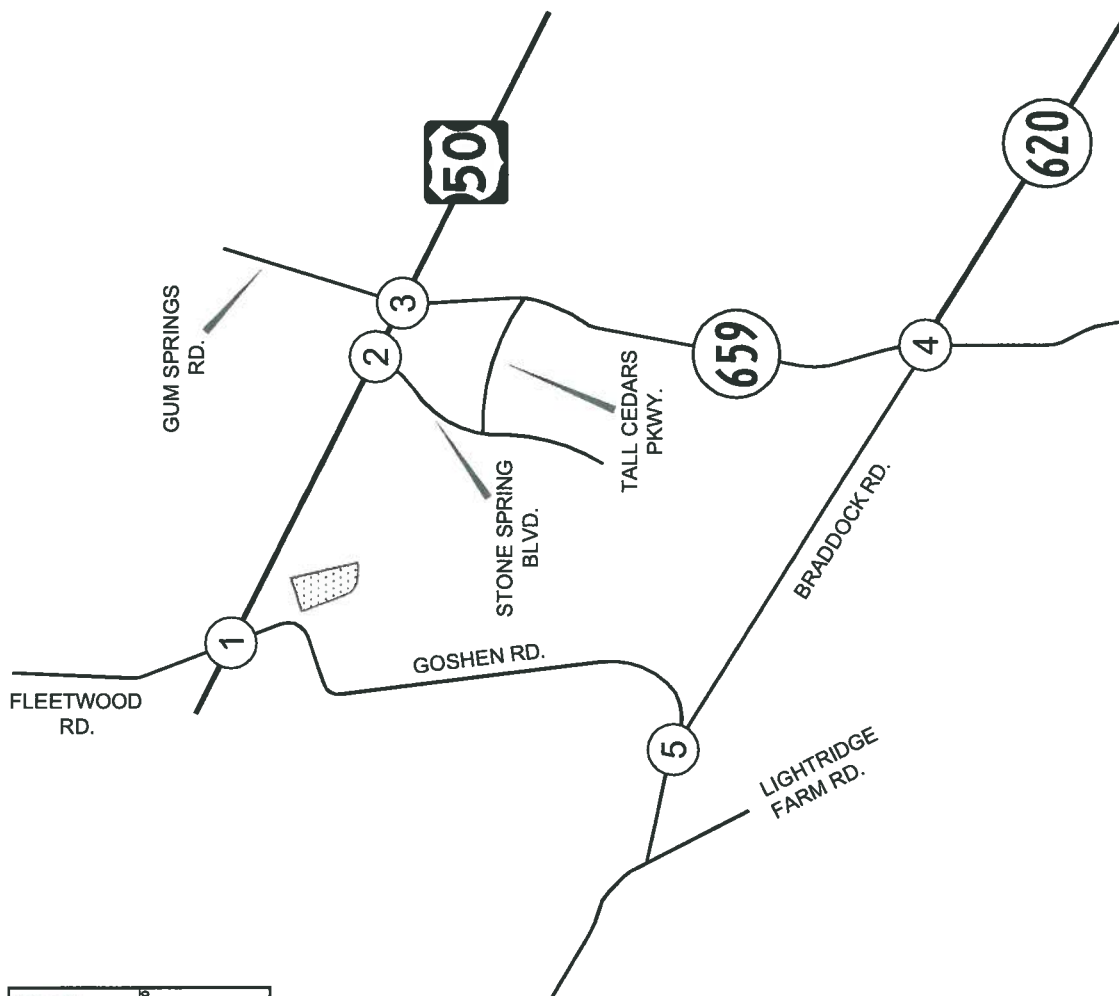 GUM SPRINGS
RD.
50
3
2
FLEETWOOD
RD.
1
STONE SPRING
BLVD.
TALL CEDARS
PKWY.
620
659
4
GOSHEN RD.
BRADDOCK RD.
5
LIGHTRIDGE
FARM RD.